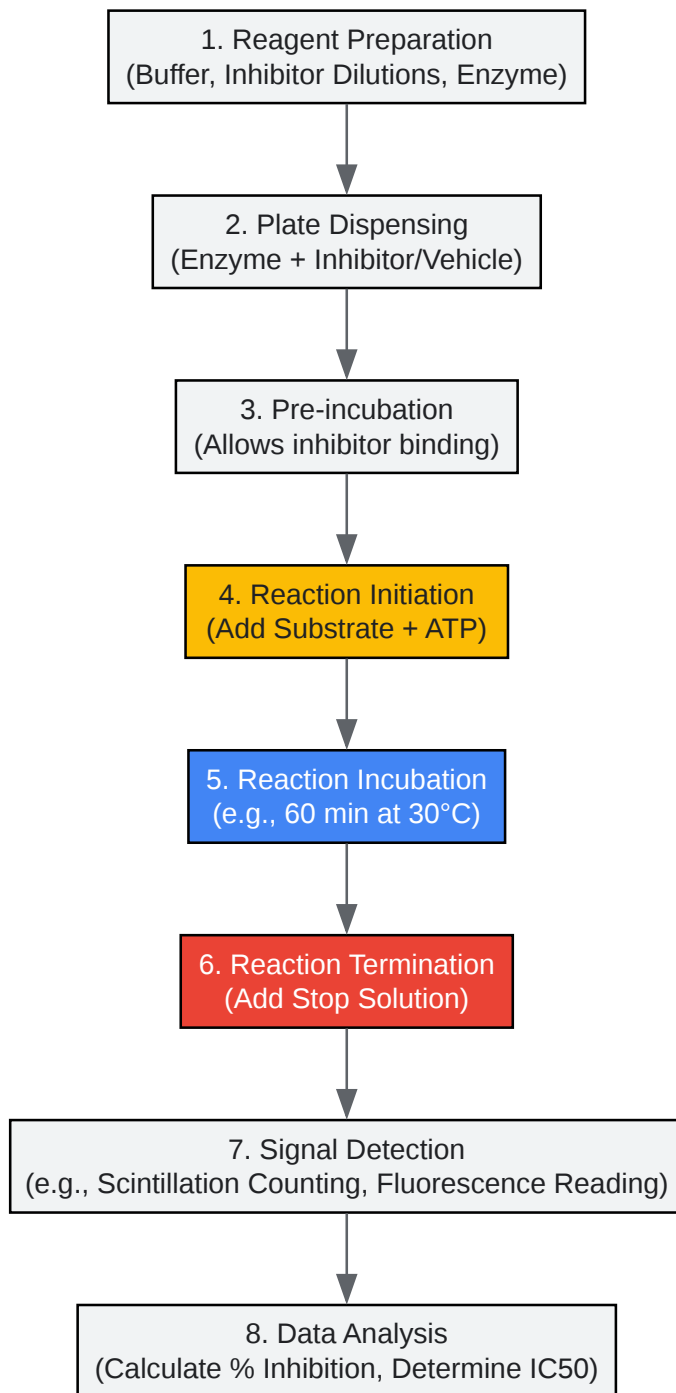 1. Reagent Preparation
(Buffer, Inhibitor Dilutions, Enzyme)
2. Plate Dispensing
(Enzyme + Inhibitor/Vehicle)
3. Pre-incubation
(Allows inhibitor binding)
4. Reaction Initiation
(Add Substrate + ATP)
5. Reaction Incubation
(e.g., 60 min at 30°C)
6. Reaction Termination
(Add Stop Solution)
7. Signal Detection
(e.g., Scintillation Counting, Fluorescence Reading)
8. Data Analysis
(Calculate % Inhibition, Determine IC50)